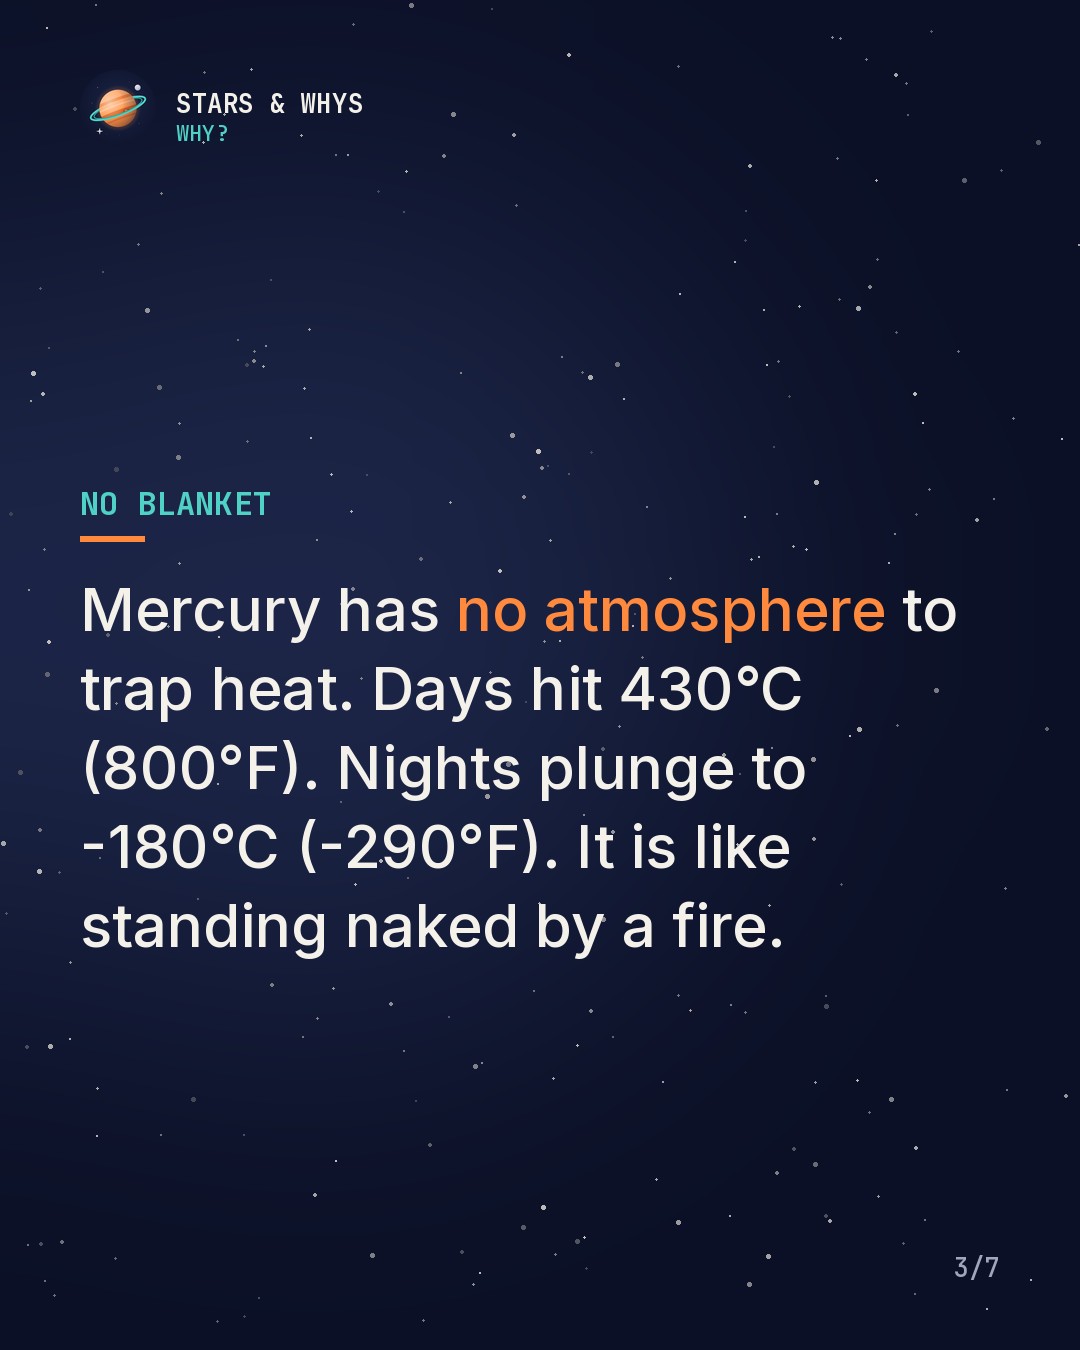 STARS & WHYS
WHY?
NO BLANKET
Mercury has no atmosphere to
trap heat. Days hit 430°C
(800°F). Nights plunge to
-180°C (-290°F). It is like
standing naked by a fire.
3/7